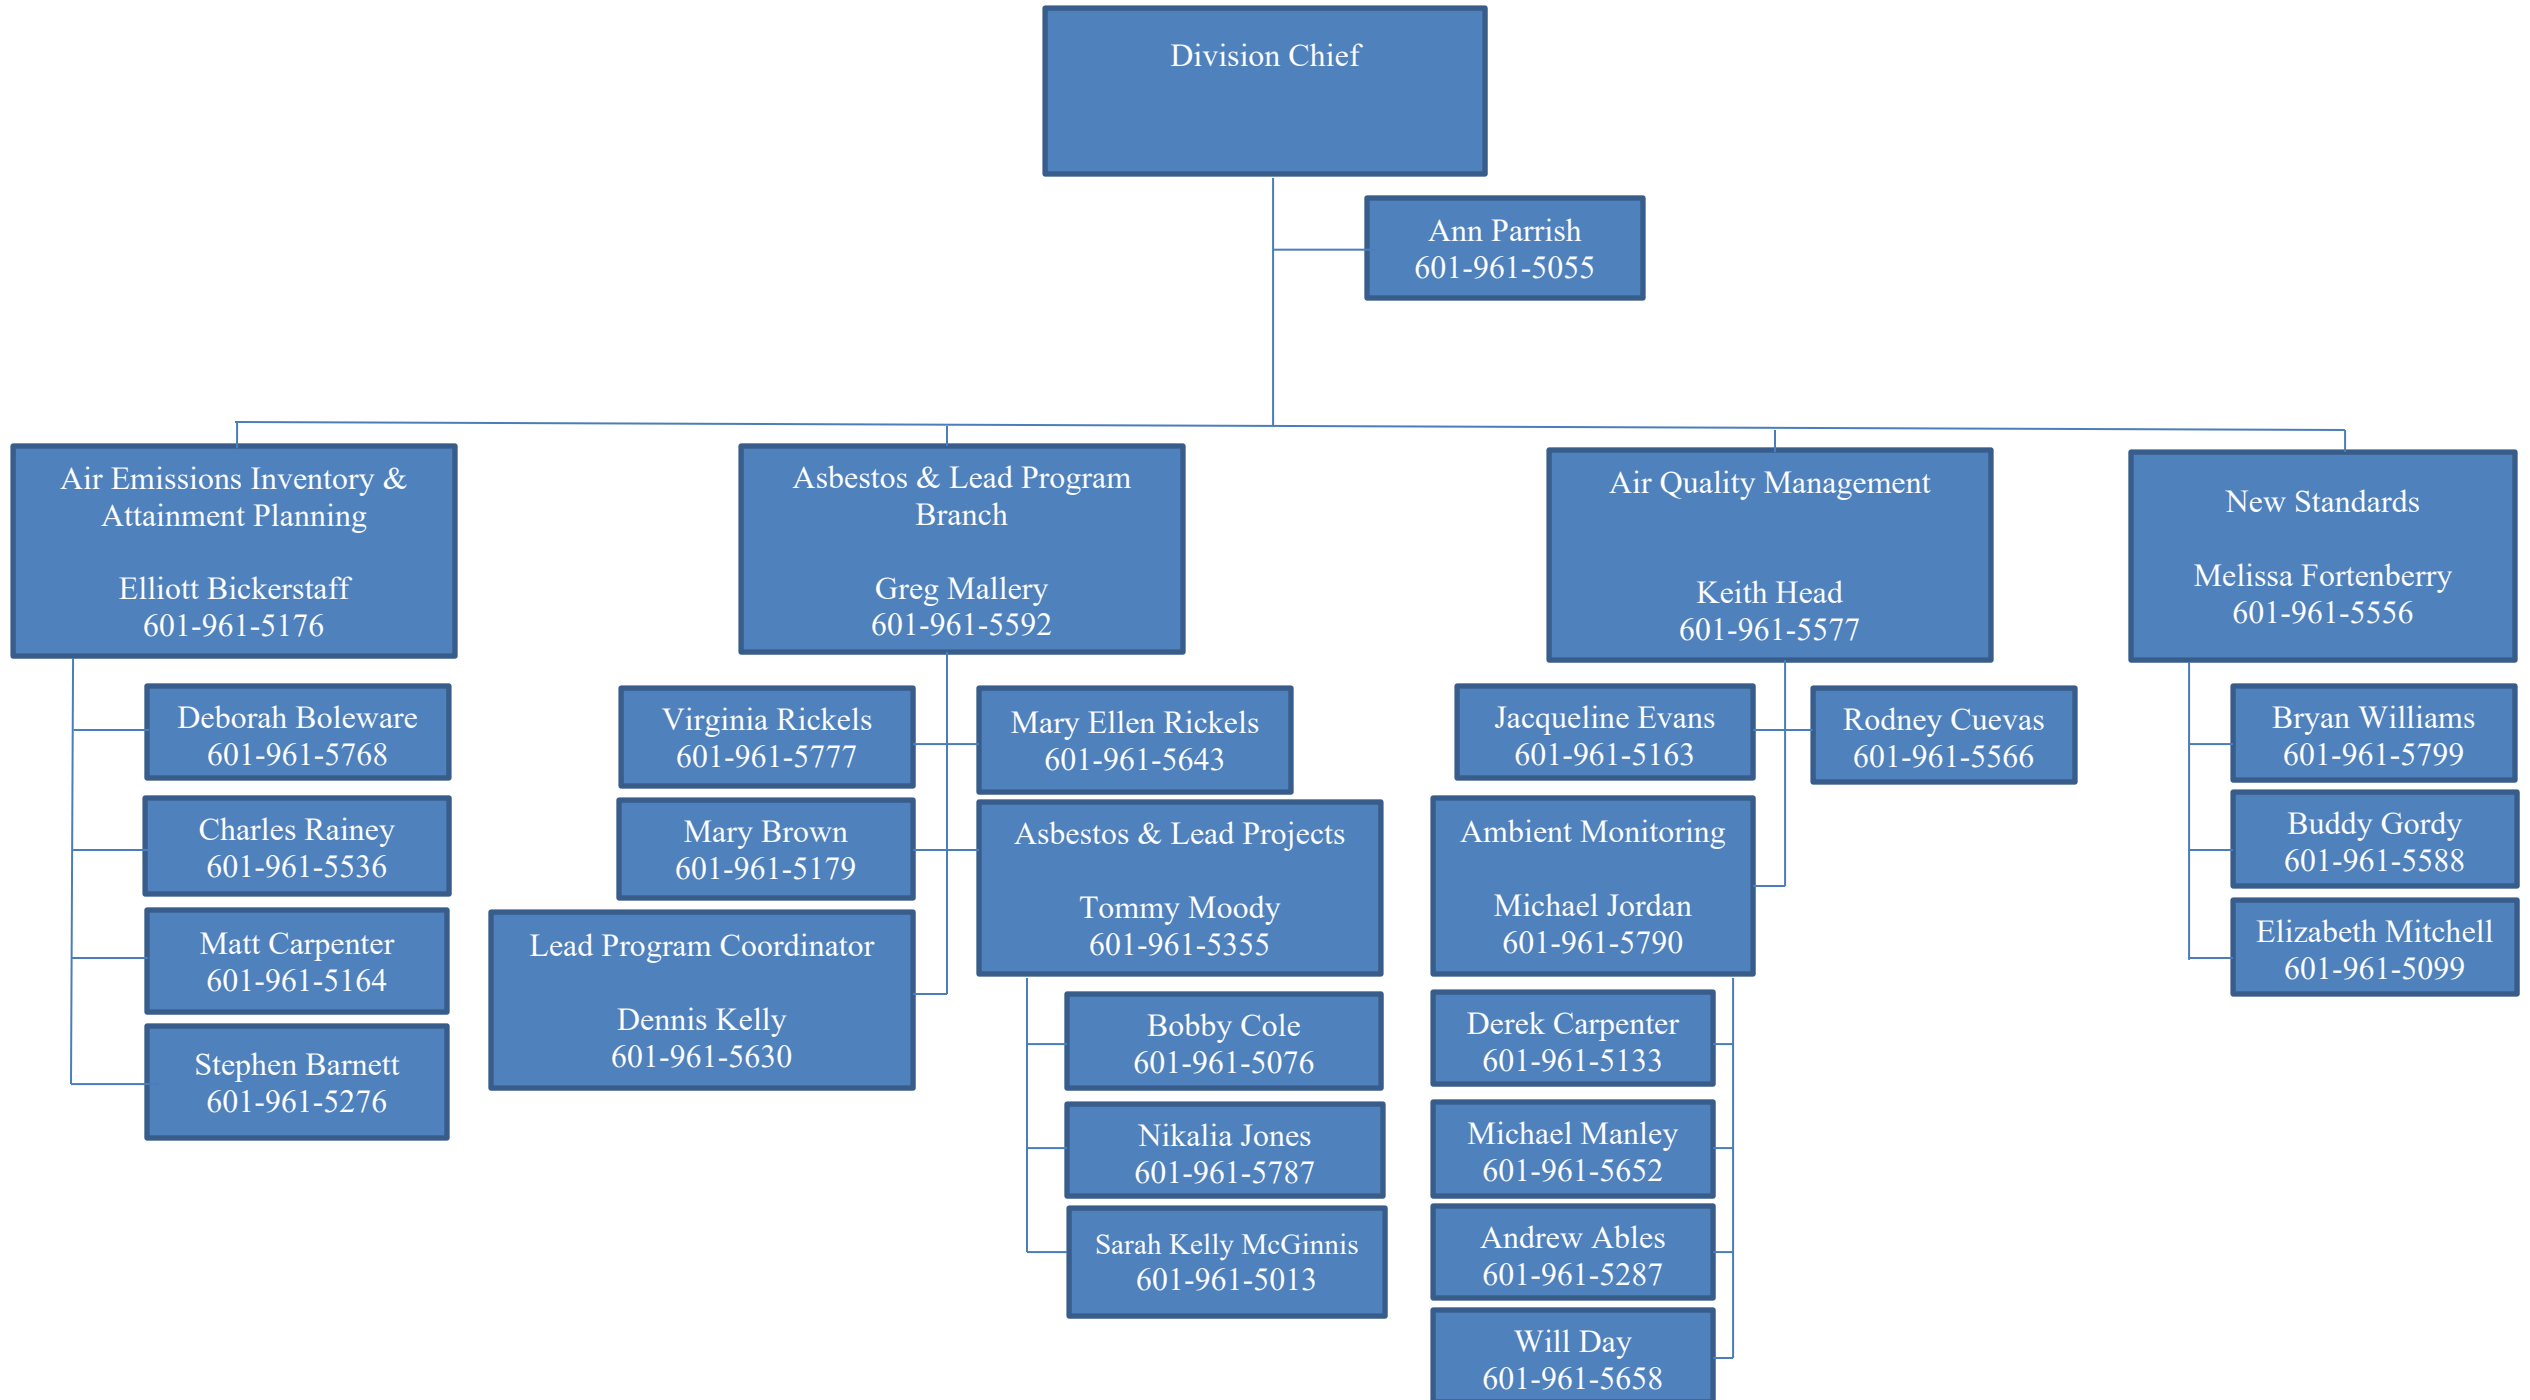 Division Chief
Ann Parrish
601-961-5055
Air Emissions Inventory &
Attainment Planning
Elliott Bickerstaff
601-961-5176
Deborah Boleware
601-961-5768
Charles Rainey
601-961-5536
Matt Carpenter
601-961-5164
Stephen Barnett
601-961-5276
Asbestos & Lead Program
Branch
Greg Mallery
601-961-5592
Virginia Rickels
601-961-5777
Mary Brown
601-961-5179
Lead Program Coordinator
Dennis Kelly
601-961-5630
Mary Ellen Rickels
601-961-5643
Asbestos & Lead Projects
Tommy Moody
601-961-5355
Bobby Cole
601-961-5076
Nikalia Jones
601-961-5787
Sarah Kelly McGinnis
601-961-5013
Air Quality Management
Keith Head
601-961-5577
Jacqueline Evans
601-961-5163
Rodney Cuevas
601-961-5566
Ambient Monitoring
Michael Jordan
601-961-5790
Derek Carpenter
601-961-5133
Michael Manley
601-961-5652
Andrew Ables
601-961-5287
Will Day
601-961-5658
New Standards
Melissa Fortenberry
601-961-5556
Bryan Williams
601-961-5799
Buddy Gordy
601-961-5588
Elizabeth Mitchell
601-961-5099